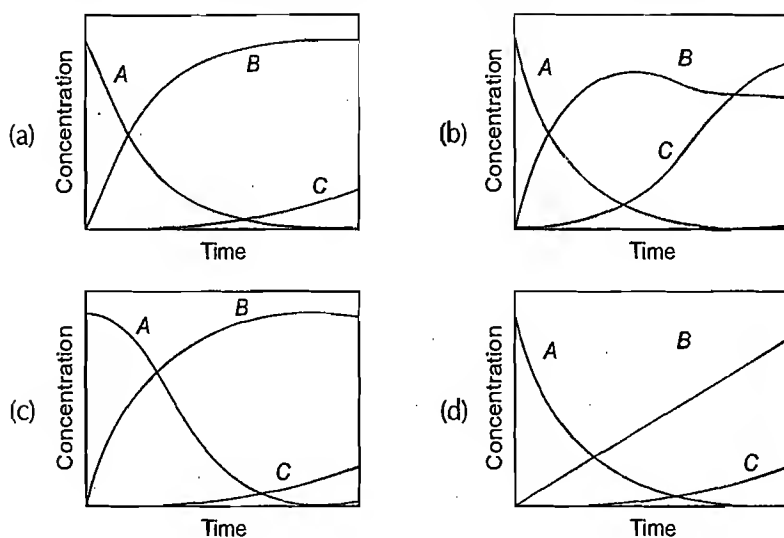 (a)
Concentration
A
B
C
Time
(b)
Concentration
A
B
C
Time
(c)
Concentration
A
B
C
Time
(d)
Concentration
A
B
C
Time